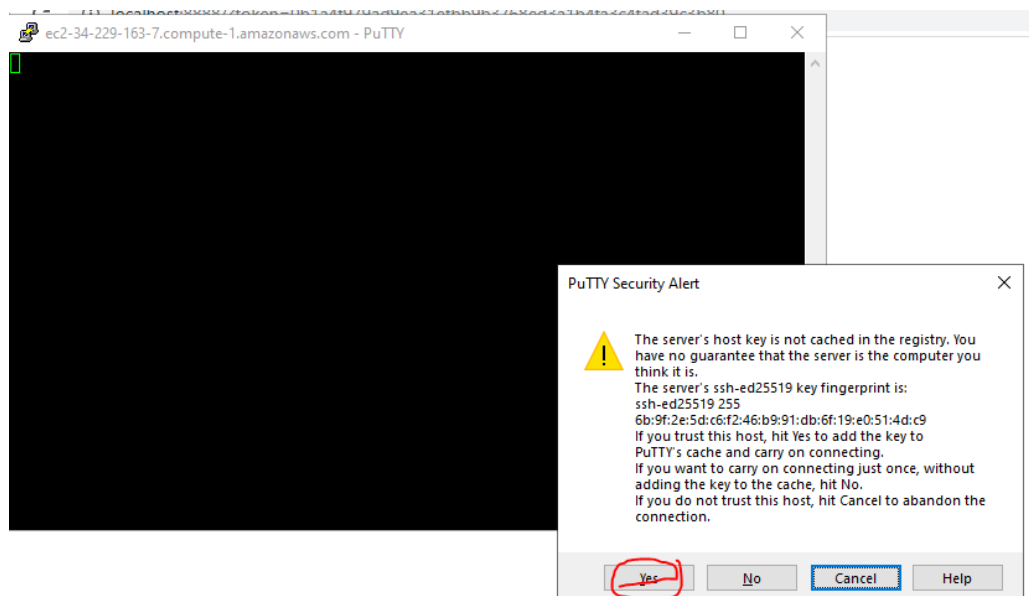 ec2-34-229-163-7.compute-1.amazonaws.com - PuTTY
PuTTY Security Alert
The server's host key is not cached in the registry. You
have no guarantee that the server is the computer you
think it is.
The server's ssh-ed25519 key fingerprint is:
ssh-ed25519 255
6b:9f:2e:5d:c6:f2:46:b9:91:db:6f:19:e0:51:4d:c9
If you trust this host, hit Yes to add the key to
PuTTY's cache and carry on connecting.
If you want to carry on connecting just once, without
adding the key to the cache, hit No.
If you do not trust this host, hit Cancel to abandon the
connection.
Yes No Cancel Help